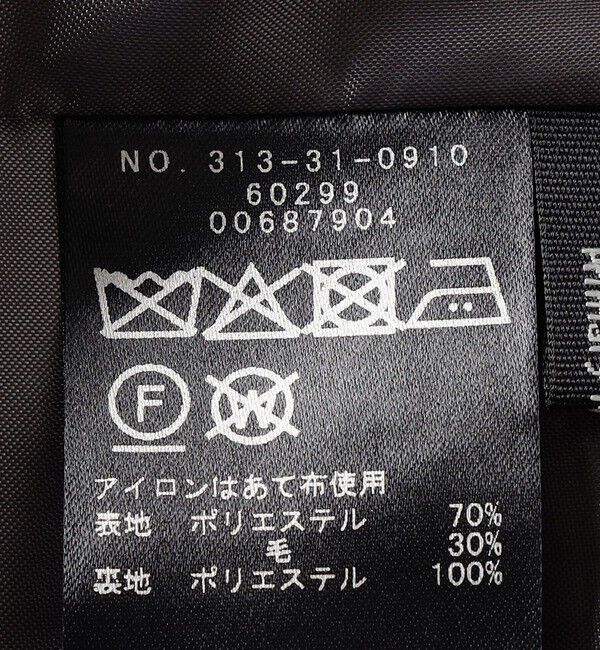 NO. 313-31-0910
60299
00687904
F W
アイロンはあて布使用
表地 ポリエステル 70%
毛 30%
裏地 ポリエステル 100%